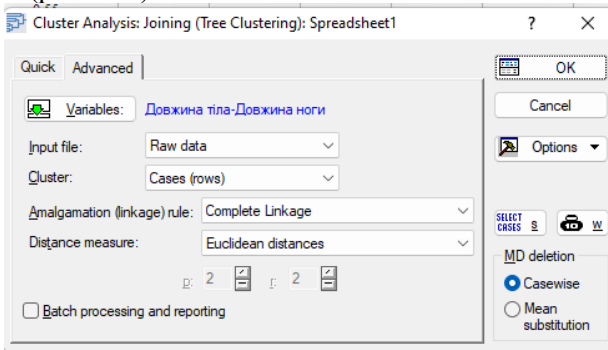 Cluster Analysis: Joining (Tree Clustering): Spreadsheet1 ? ×
Quick Advanced
OK
Variables: Довжина тіла-Довжина ноги
Cancel
Input file: Raw data
Options
Cluster: Cases (rows)
Amalgamation (linkage) rule: Complete Linkage
SELECT CASES S W
Distance measure: Euclidean distances
MD deletion
p: 2 r: 2
Casewise
Batch processing and reporting
Mean substitution